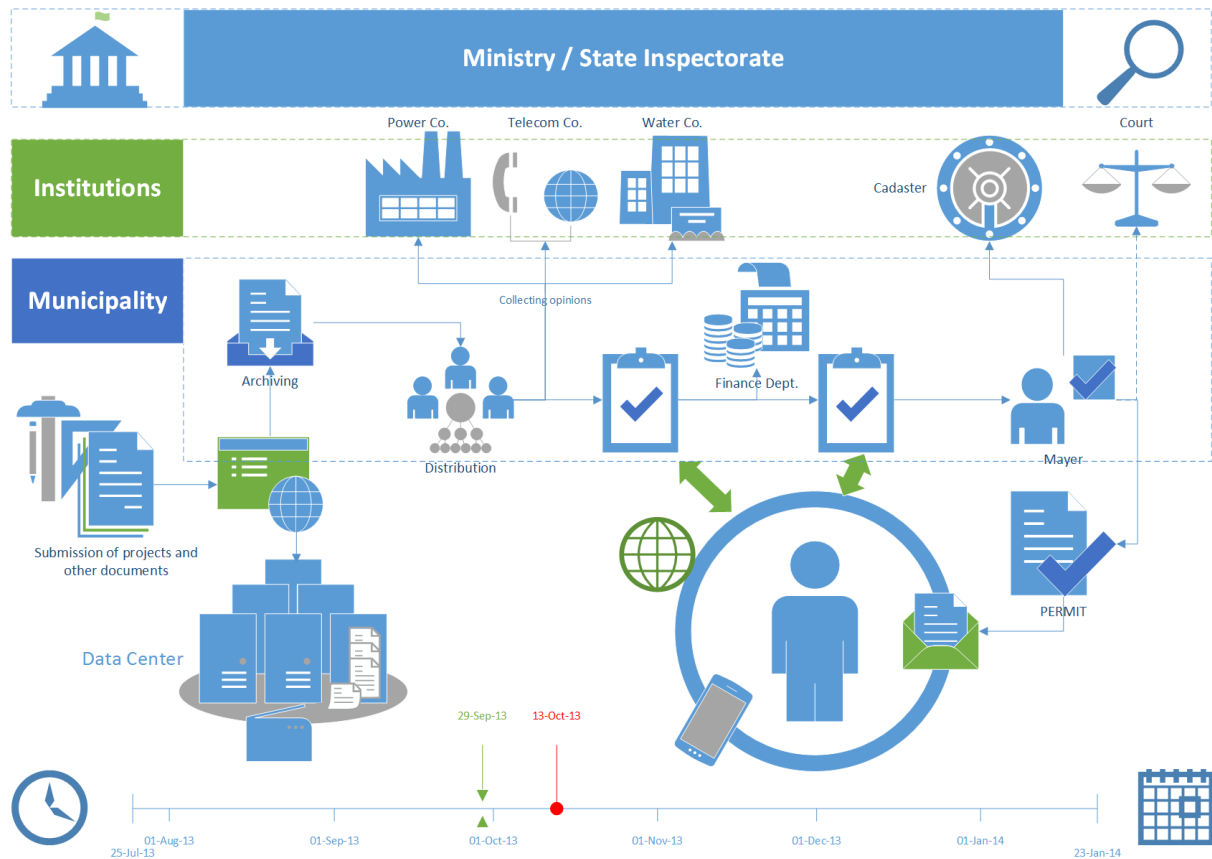 Ministry / State Inspectorate
Power Co.
Telecom Co.
Water Co.
Court
Institutions
Cadaster
Municipality
Collecting opinions
Archiving
Finance Dept.
Distribution
Mayer
Submission of projects and
other documents
PERMIT
Data Center
29-Sep-13
13-Oct-13
01-Aug-13
01-Sep-13
01-Oct-13
01-Nov-13
01-Dec-13
01-Jan-14
25-Jul-13
23-Jan-14